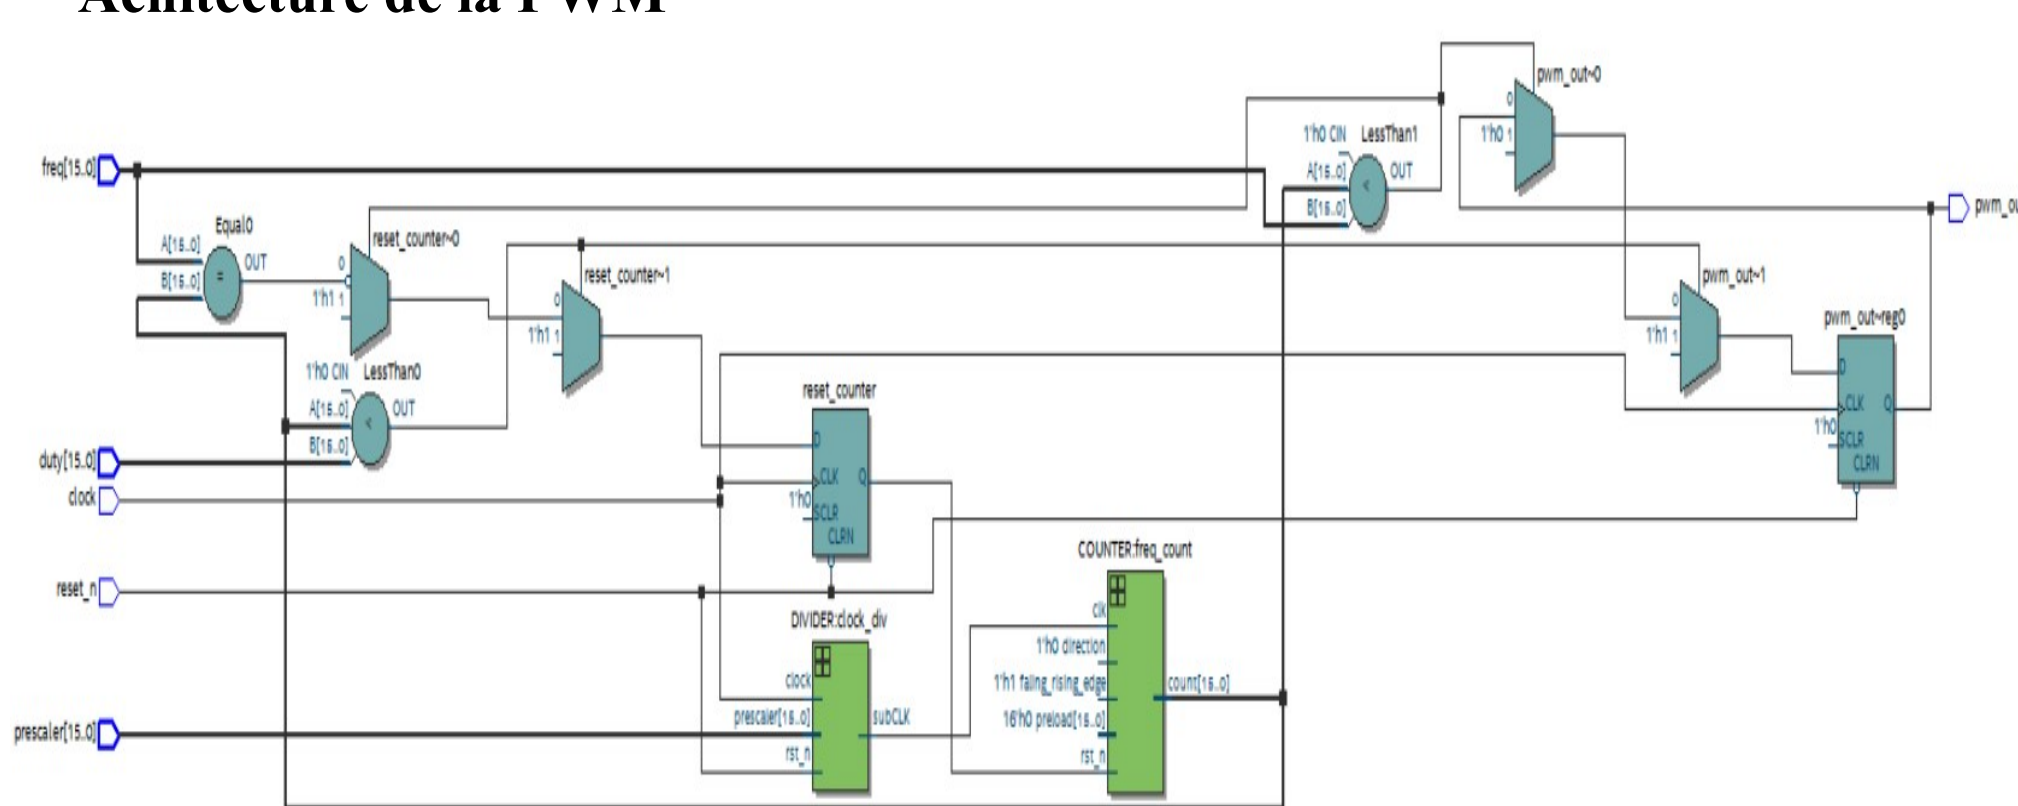 Achitecture de la PWM
pwm_out~0
0
1'h0 1
1'h0 CIN LessThan1
A[15..0] OUT
<
B[15..0]
freq[15..0]
pwm_ou
Equal0
A[15..0]
= OUT
B[15..0]
reset_counter~0
0
1'h1 1
reset_counter~1
0
1'h1 1
pwm_out~1
0
1'h1 1
pwm_out~reg0
D
CLK Q
1'h0
SCLR
CLRN
1'h0 CIN LessThan0
A[15..0] OUT
<
B[15..0]
duty[15..0]
clock
reset_counter
D
CLK Q
1'h0
SCLR
CLRN
reset_n
DIVIDER:clock_div
clock
prescaler[15..0] subCLK
rst_n
prescaler[15..0]
COUNTER:freq_count
clk
1'h0 direction
1'h1 faling_rising_edge count[15..0]
16'h0 preload[15..0]
rst_n